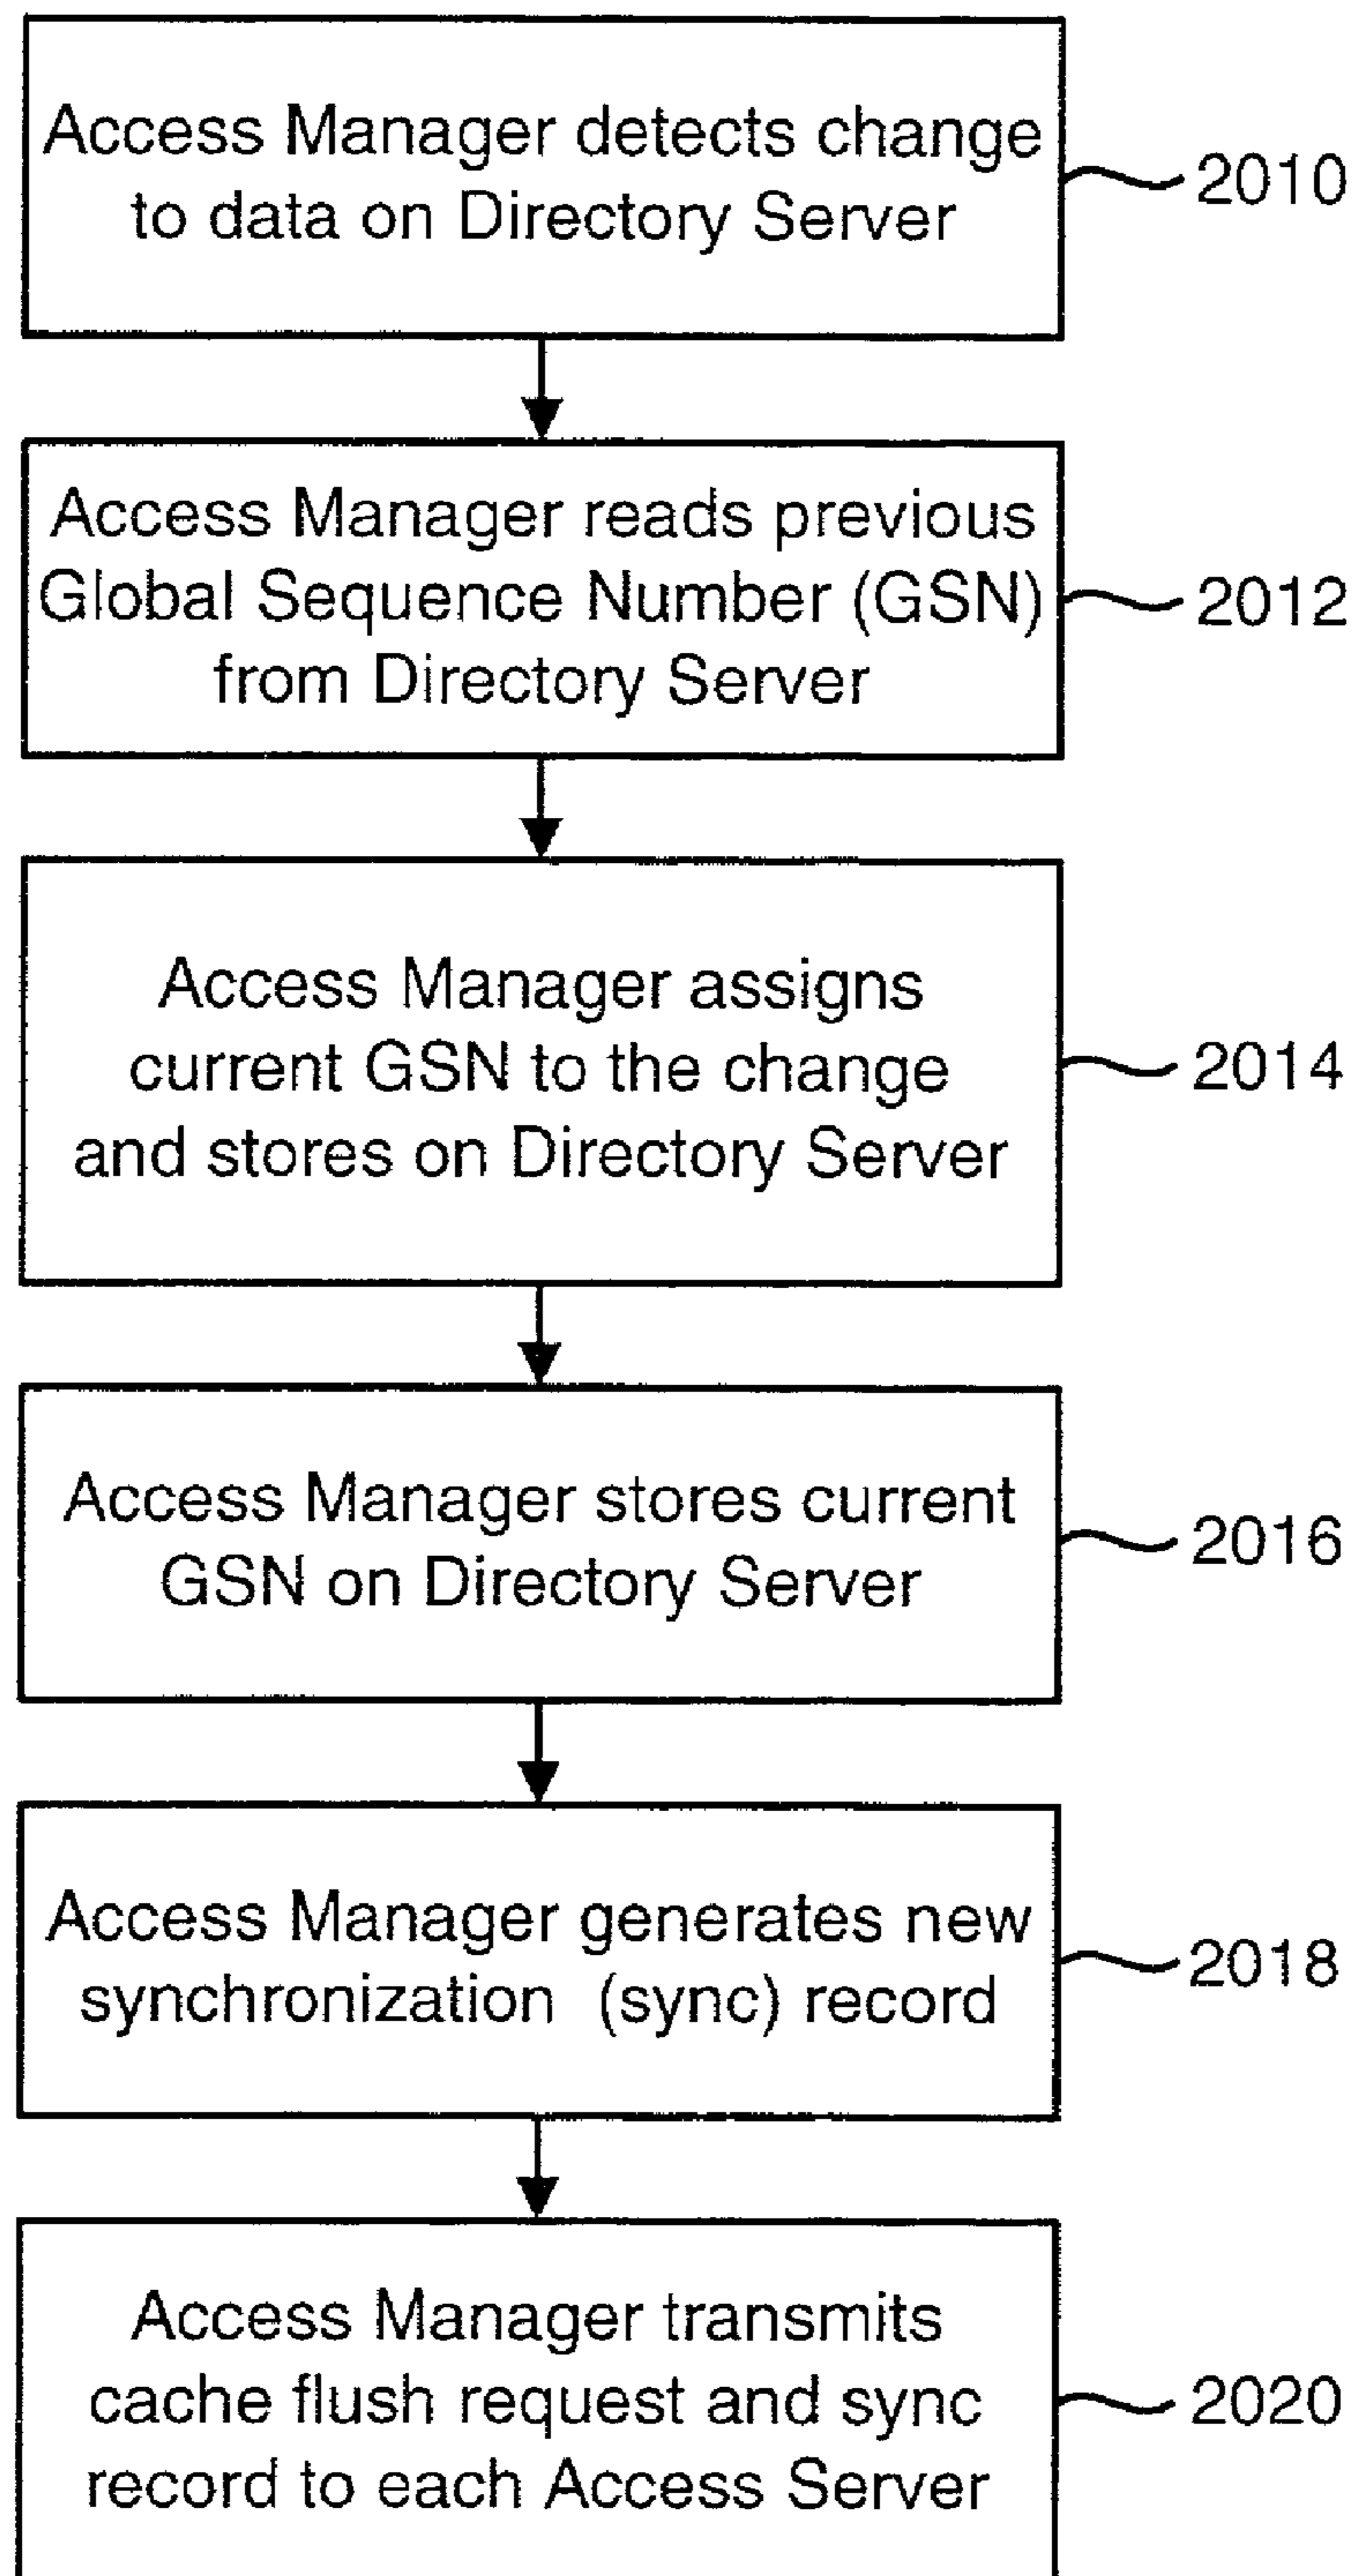 Access Manager detects change
to data on Directory Server
2010
Access Manager reads previous
Global Sequence Number (GSN)
from Directory Server
2012
Access Manager assigns
current GSN to the change
and stores on Directory Server
2014
Access Manager stores current
GSN on Directory Server
2016
Access Manager generates new
synchronization (sync) record
2018
Access Manager transmits
cache flush request and sync
record to each Access Server
2020